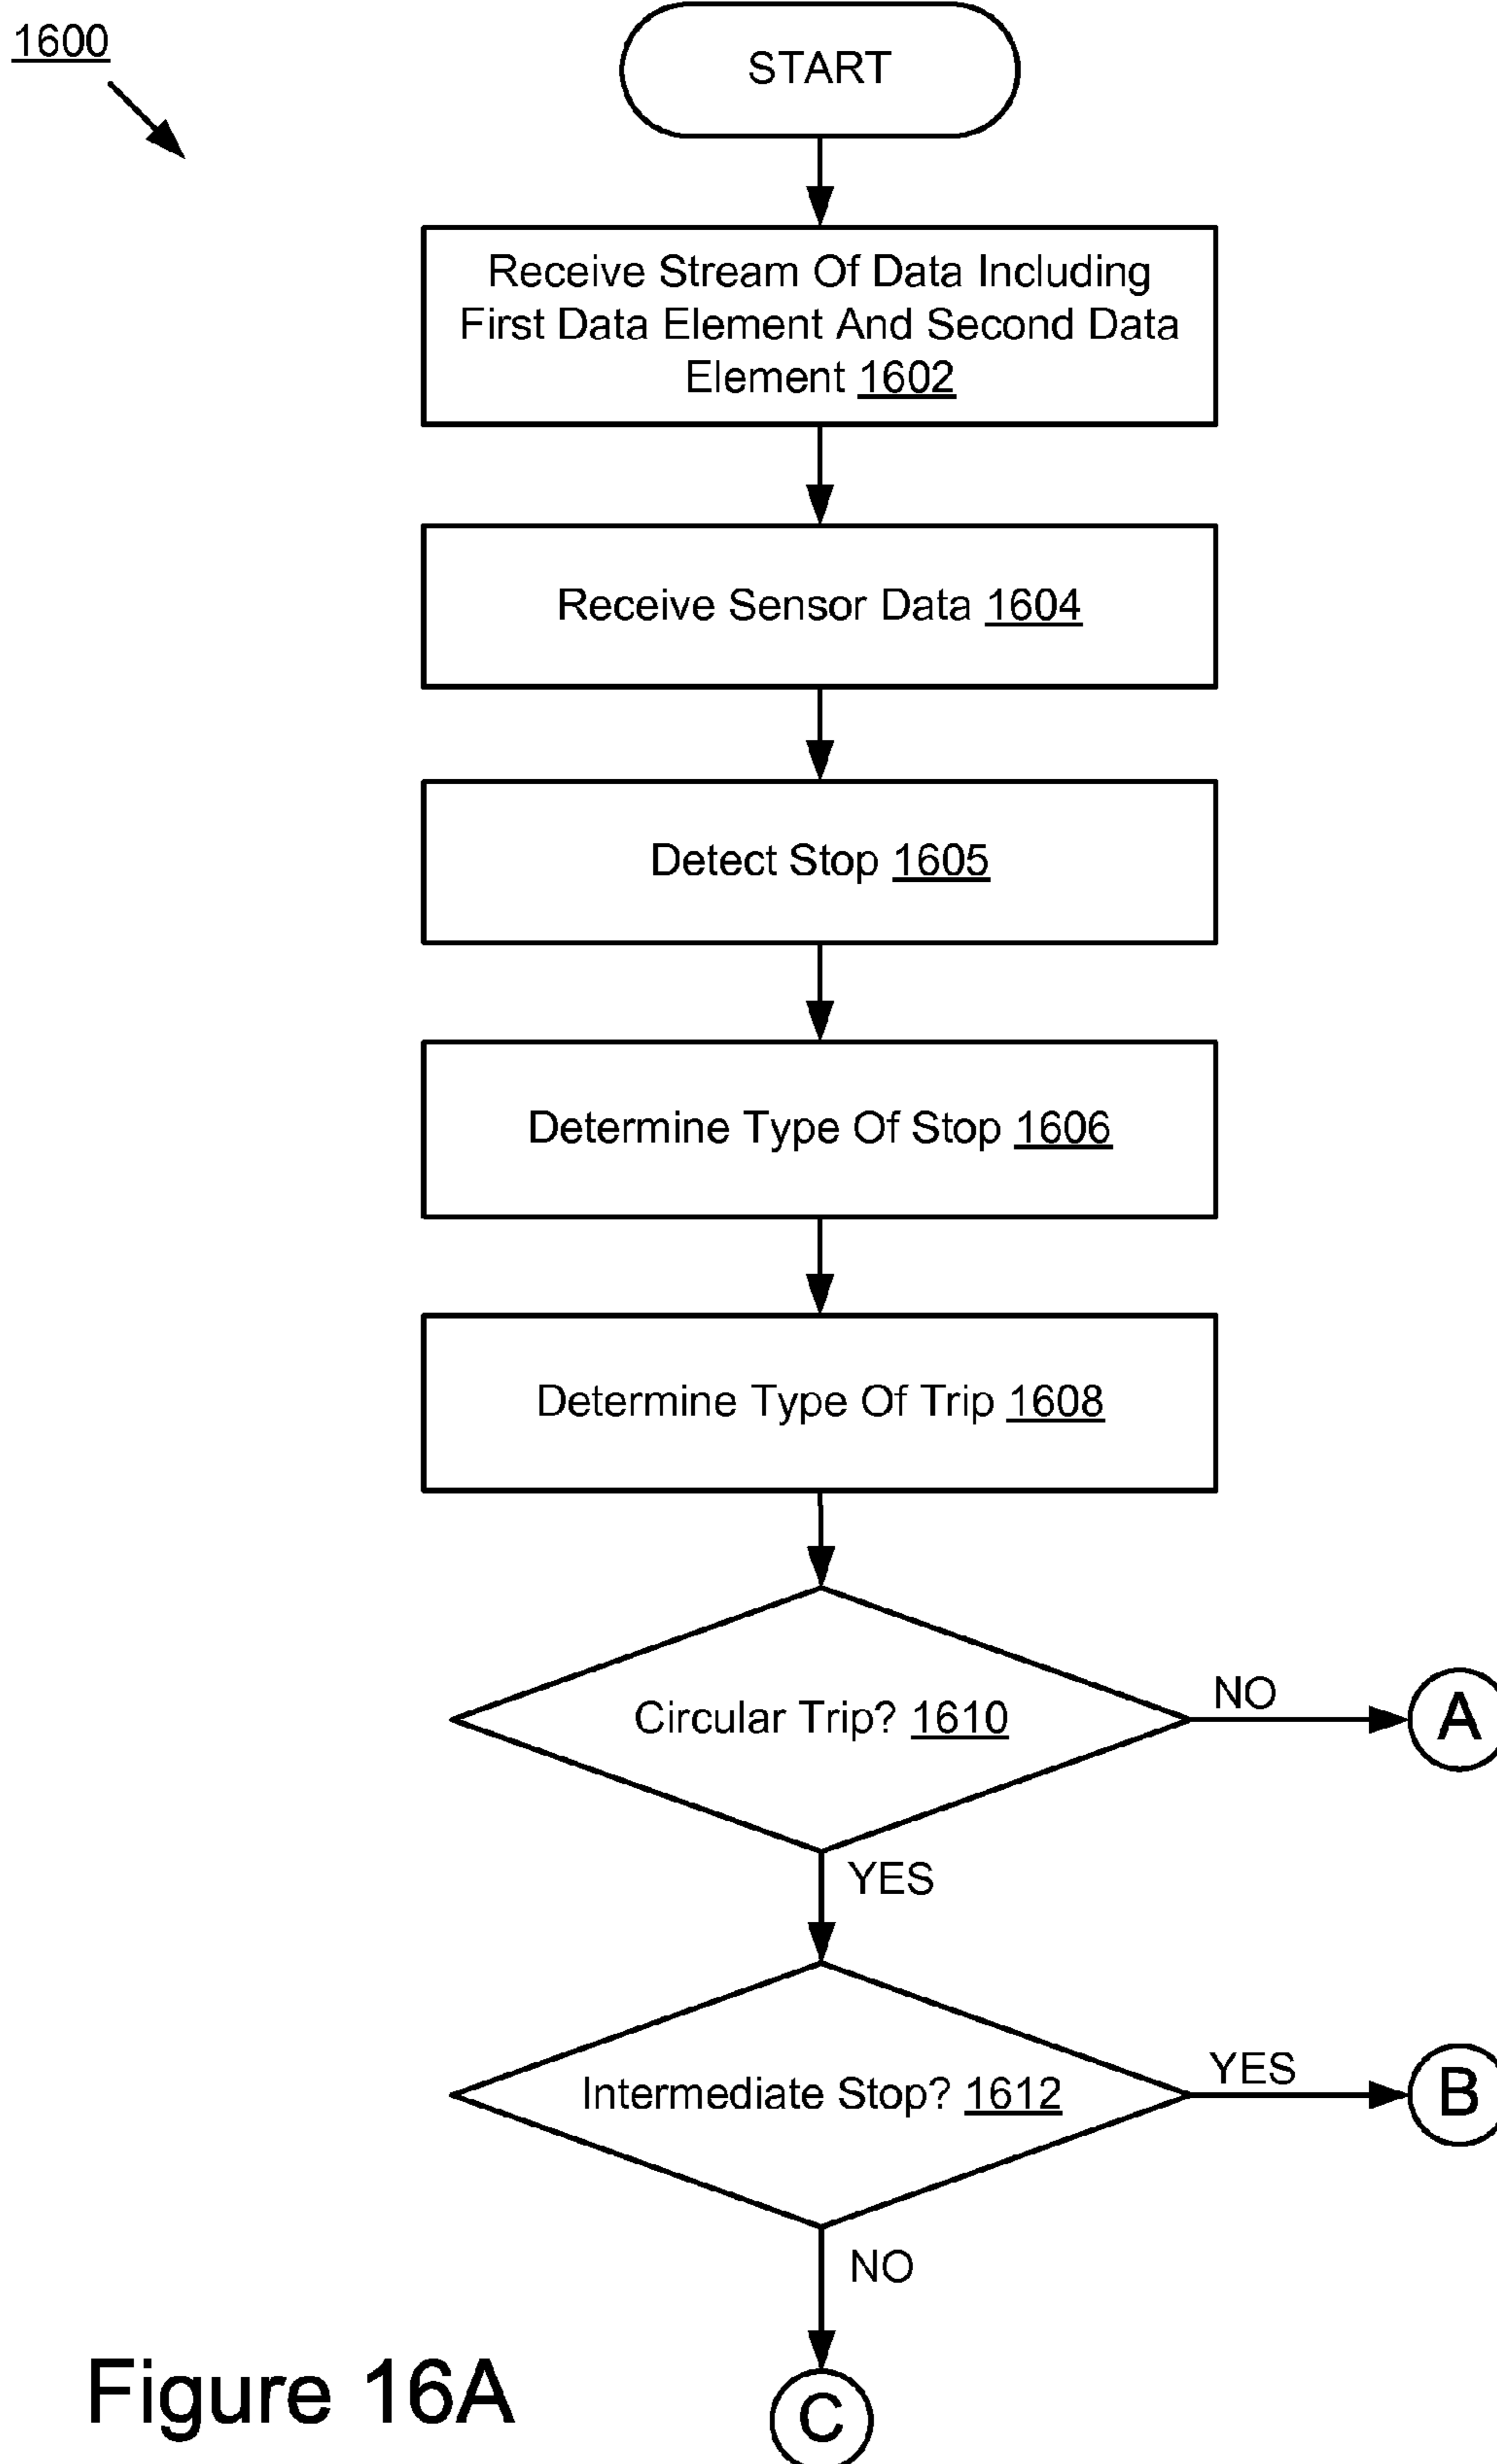 1600
START
Receive Stream Of Data Including
First Data Element And Second Data
Element 1602
Receive Sensor Data 1604
Detect Stop 1605
Determine Type Of Stop 1606
Determine Type Of Trip 1608
Circular Trip? 1610
NO
A
YES
Intermediate Stop? 1612
YES
B
NO
C
Figure 16A